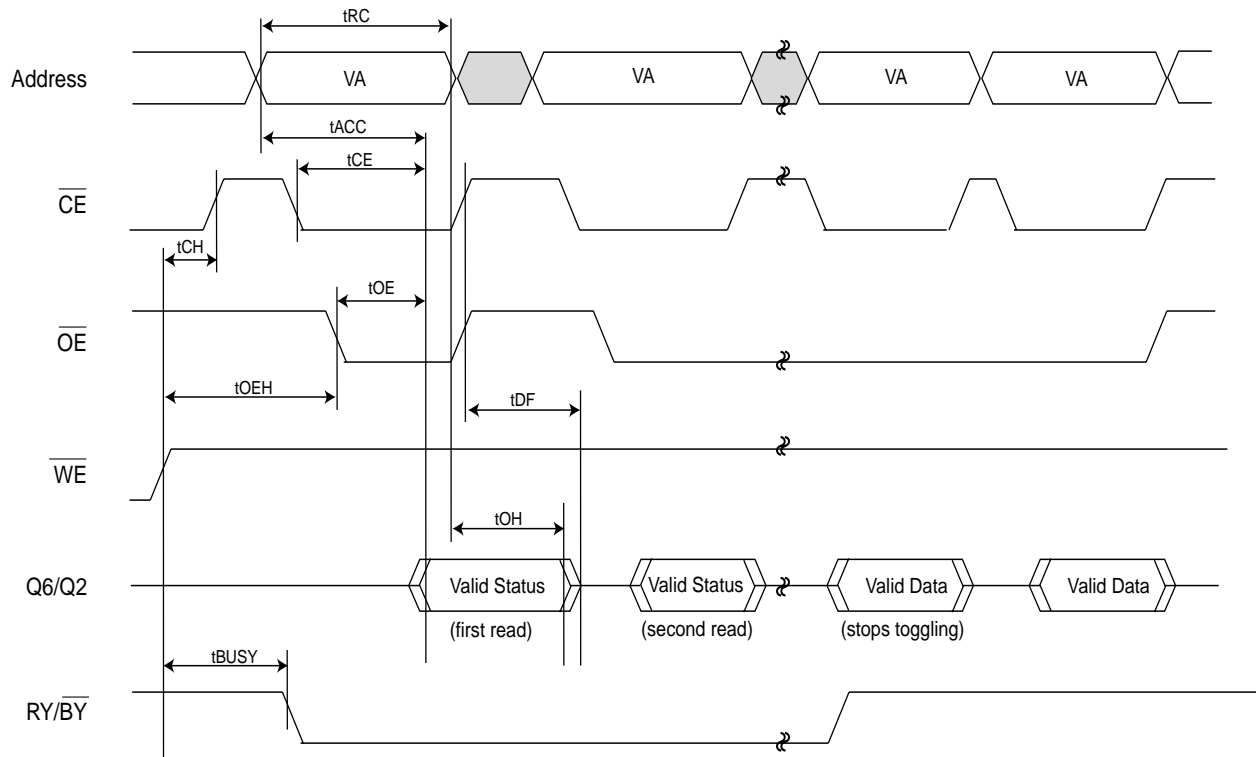 tRC
Address
VA
VA
VA
VA
tACC
tCE
CE
tCH
tOE
OE
tOEH
tDF
WE
tOH
Q6/Q2
Valid Status
Valid Status
Valid Data
Valid Data
(first read)
(second read)
(stops toggling)
tBUSY
RY/BY